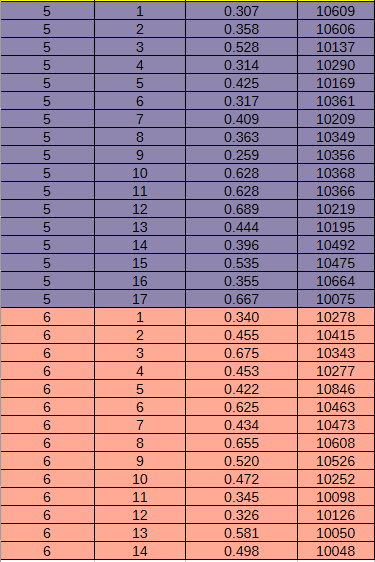 5 1 0.307 10609
5 2 0.358 10606
5 3 0.528 10137
5 4 0.314 10290
5 5 0.425 10169
5 6 0.317 10361
5 7 0.409 10209
5 8 0.363 10349
5 9 0.259 10356
5 10 0.628 10368
5 11 0.628 10366
5 12 0.689 10219
5 13 0.444 10195
5 14 0.396 10492
5 15 0.535 10475
5 16 0.355 10664
5 17 0.667 10075
6 1 0.340 10278
6 2 0.455 10415
6 3 0.675 10343
6 4 0.453 10277
6 5 0.422 10846
6 6 0.625 10463
6 7 0.434 10473
6 8 0.655 10608
6 9 0.520 10526
6 10 0.472 10252
6 11 0.345 10098
6 12 0.326 10126
6 13 0.581 10050
6 14 0.498 10048